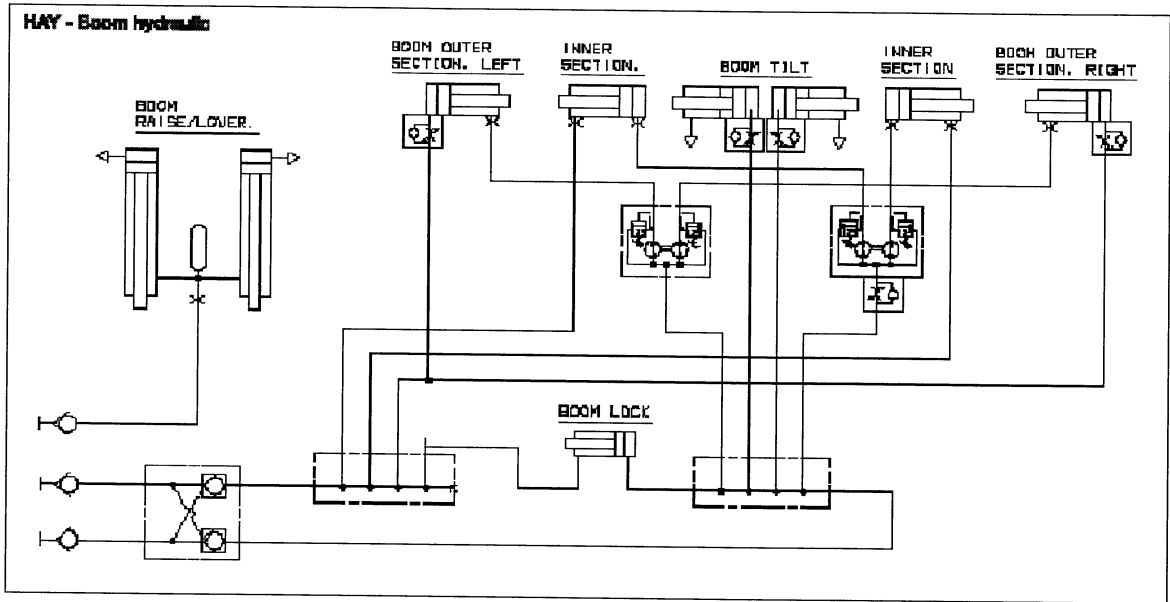 HAY - Boom hydraulic
BOOM OUTER
SECTION. LEFT
INNER
SECTION.
BOOM TILT
INNER
SECTION
BOOM OUTER
SECTION. RIGHT
BOOM
RAISE/LOVER.
BOOM LOCK